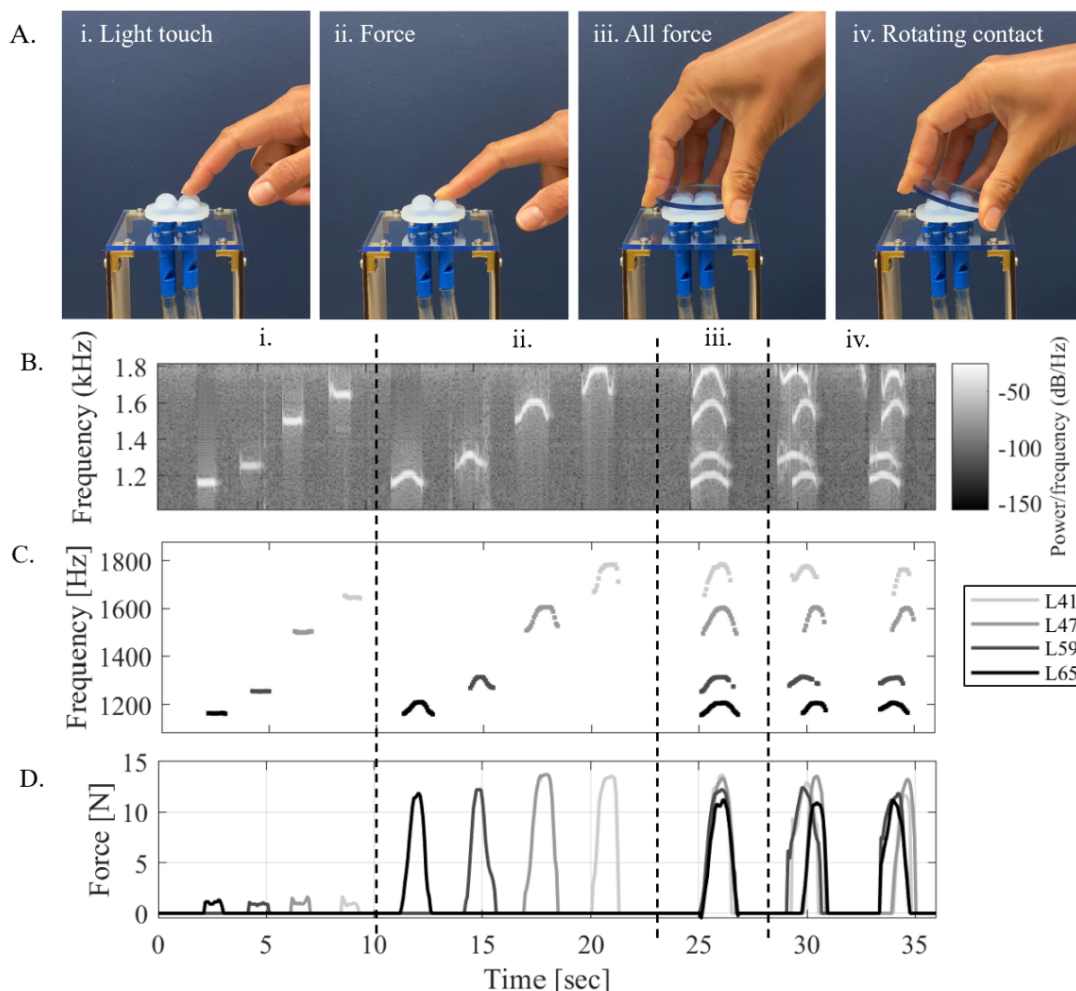 A.
i. Light touch
ii. Force
iii. All force
iv. Rotating contact
B.
i.
ii.
iii.
iv.
Frequency (kHz)
1.8
1.6
1.4
1.2
-50
-100
-150
Power/frequency (dB/Hz)
C.
Frequency [Hz]
1800
1600
1400
1200
L41
L47
L59
L65
D.
Force [N]
15
10
5
0
0
5
10
15
20
25
30
35
Time [sec]